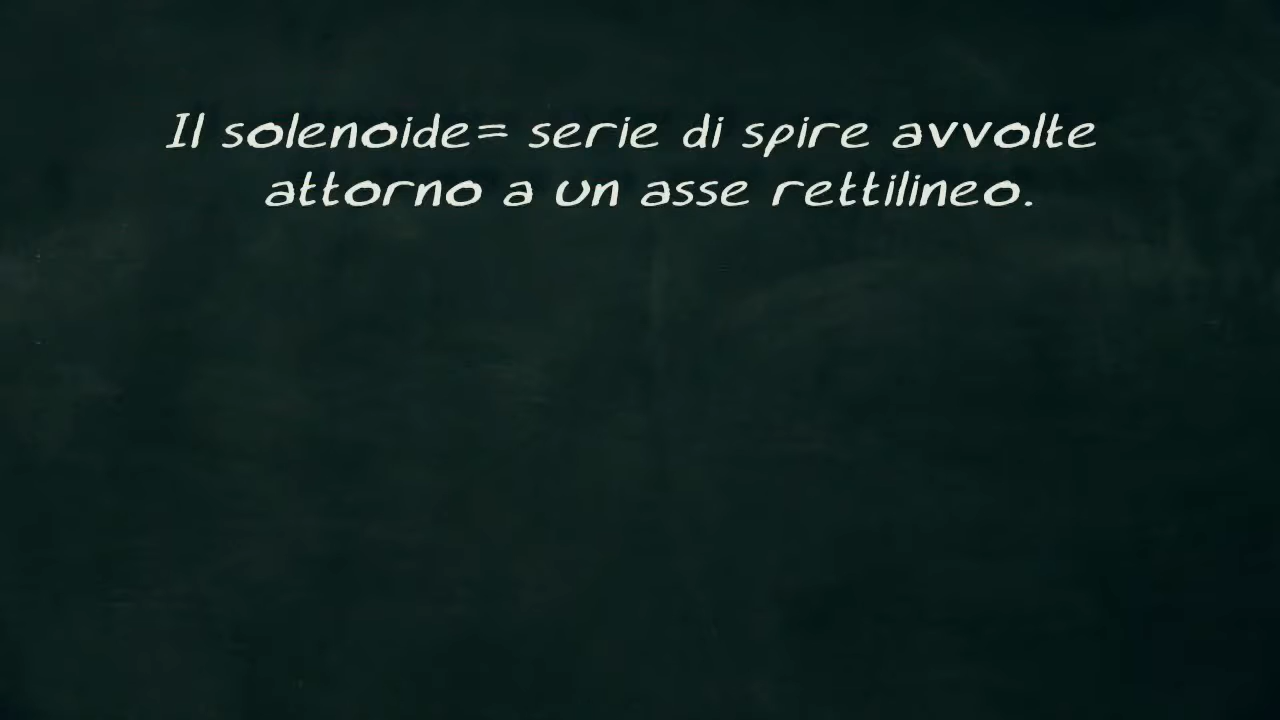 Il solenoide= serie di spire avvolte
attorno a un asse rettilineo.